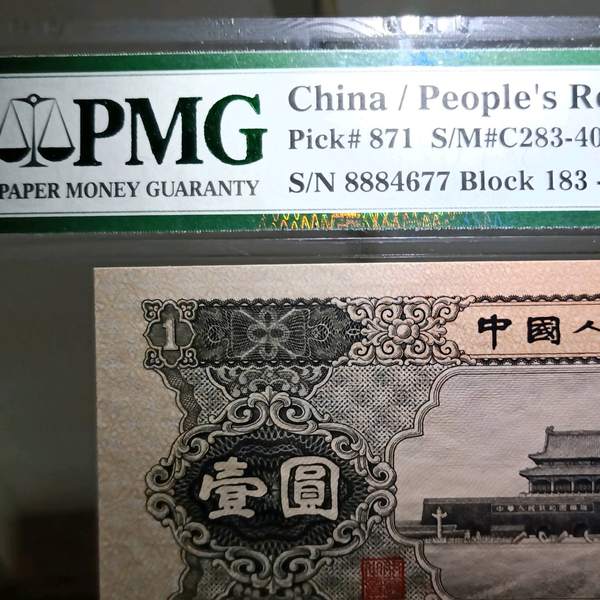 PMG
PAPER MONEY GUARANTY
China / People's Re
Pick# 871 S/M#C283-40
S/N 8884677 Block 183 -
1
中國人
壹圓